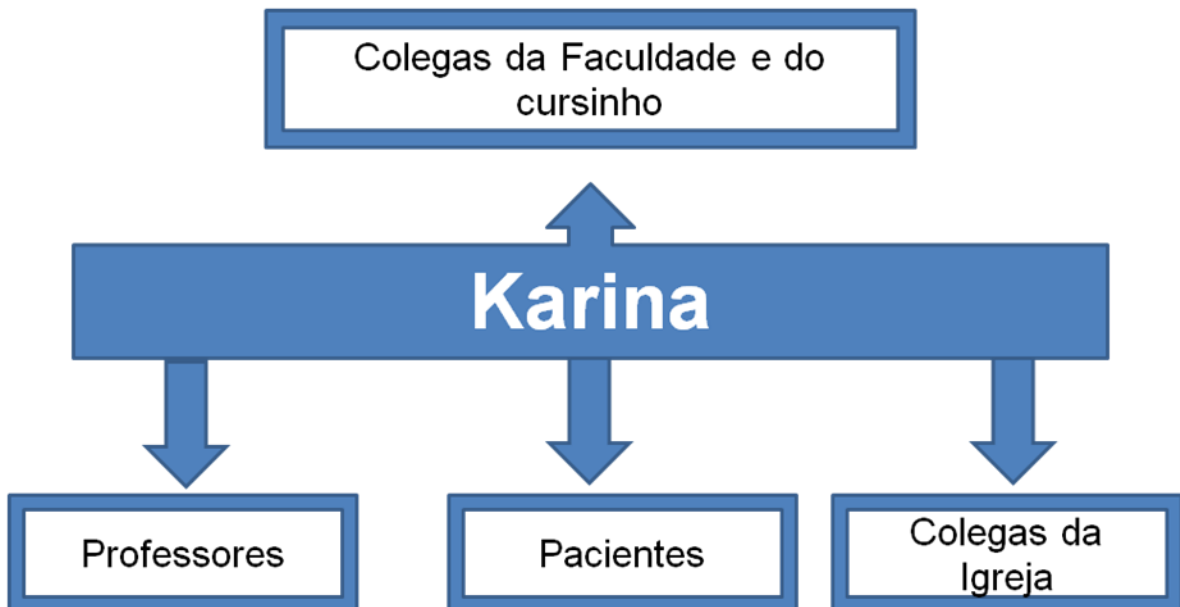 Colegas da Faculdade e do
cursinho
Karina
Professores
Pacientes
Colegas da
Igreja